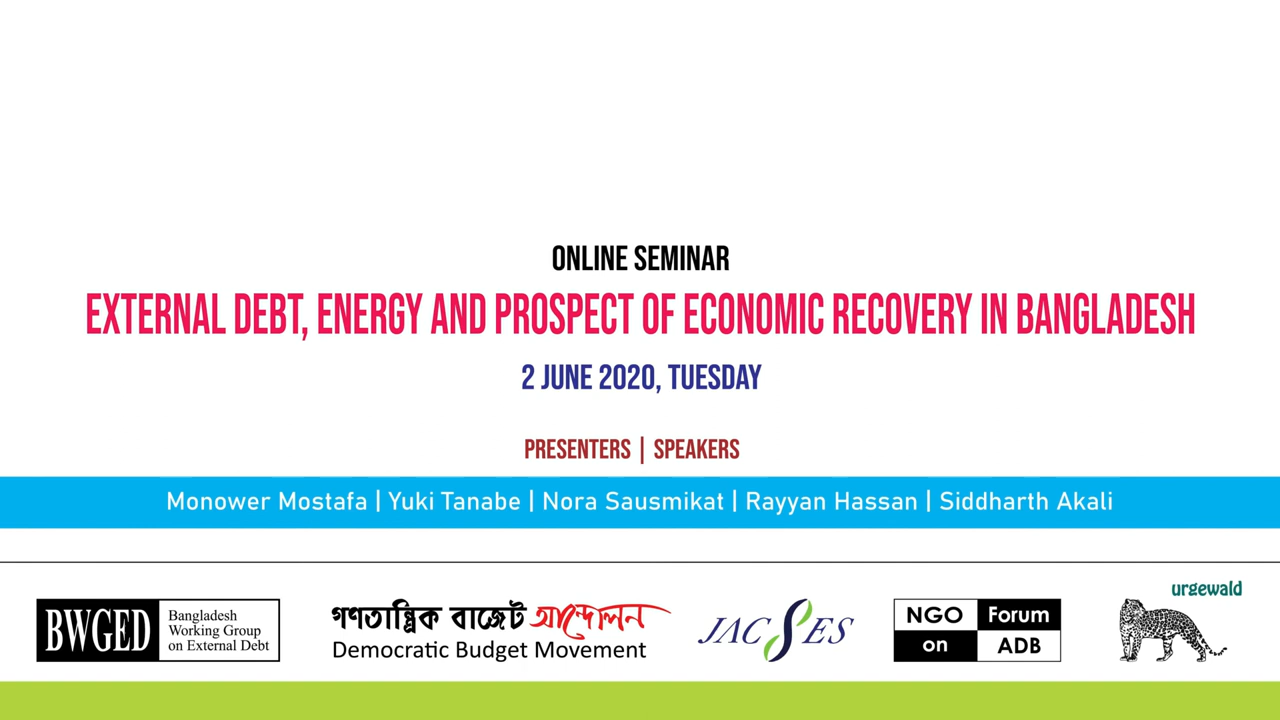 ONLINE SEMINAR
EXTERNAL DEBT, ENERGY AND PROSPECT OF ECONOMIC RECOVERY IN BANGLADESH
2 JUNE 2020, TUESDAY
PRESENTERS | SPEAKERS
Monower Mostafa | Yuki Tanabe | Nora Sausmikat | Rayyan Hassan | Siddharth Akali
BWGED
Bangladesh
Working Group
on External Debt
গণতান্ত্রিক বাজেট আন্দোলন
Democratic Budget Movement
JACSES
NGO Forum
on ADB
urgewald